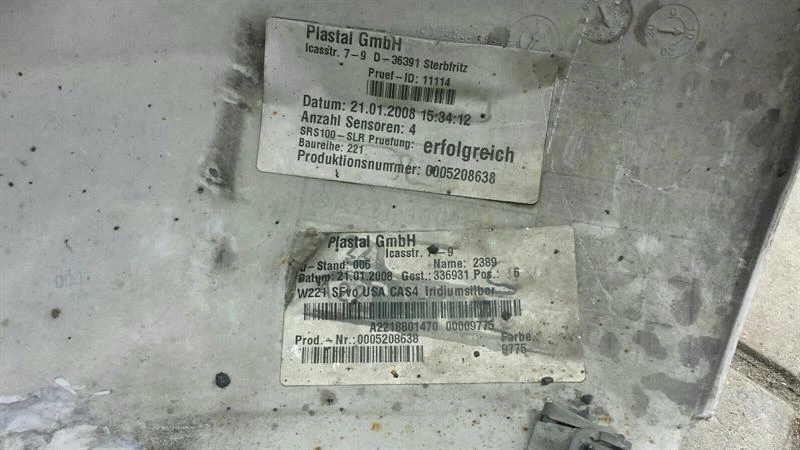 Plastal GmbH
Icasstr. 7-9 D-36391 Sterbfritz
Pruef-ID: 11114
Datum: 21.01.2008 15:34:12
Anzahl Sensoren: 4
SRS100-SLR Pruefung: erfolgreich
Baureihe: 221
Produktionsnummer: 0005208638
Plastal GmbH
Icasstr. 7-9
-Stand: 006 Name: 2389
Datum: 21.01.2008 Gest.: 336931 Pos.: 6
W221 SEvo USA CAS4 Iridiumsilber
A2218801470 00009775
Prod.-Nr.: 0005208638 Farbe:
9775